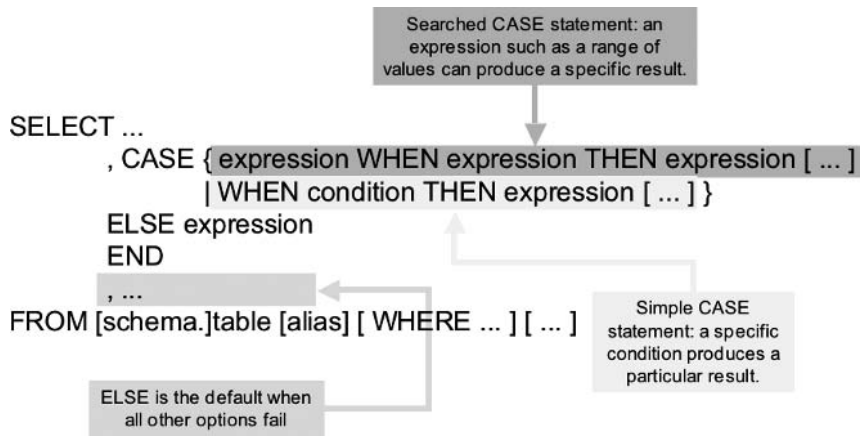 Searched CASE statement: an
expression such as a range of
values can produce a specific result.
SELECT ...
, CASE { expression WHEN expression THEN expression [ ... ]
| WHEN condition THEN expression [ ... ] }
ELSE expression
END
, ...
FROM [schema.]table [alias] [ WHERE ... ] [ ... ]
Simple CASE
statement: a specific
condition produces a
particular result.
ELSE is the default when
all other options fail